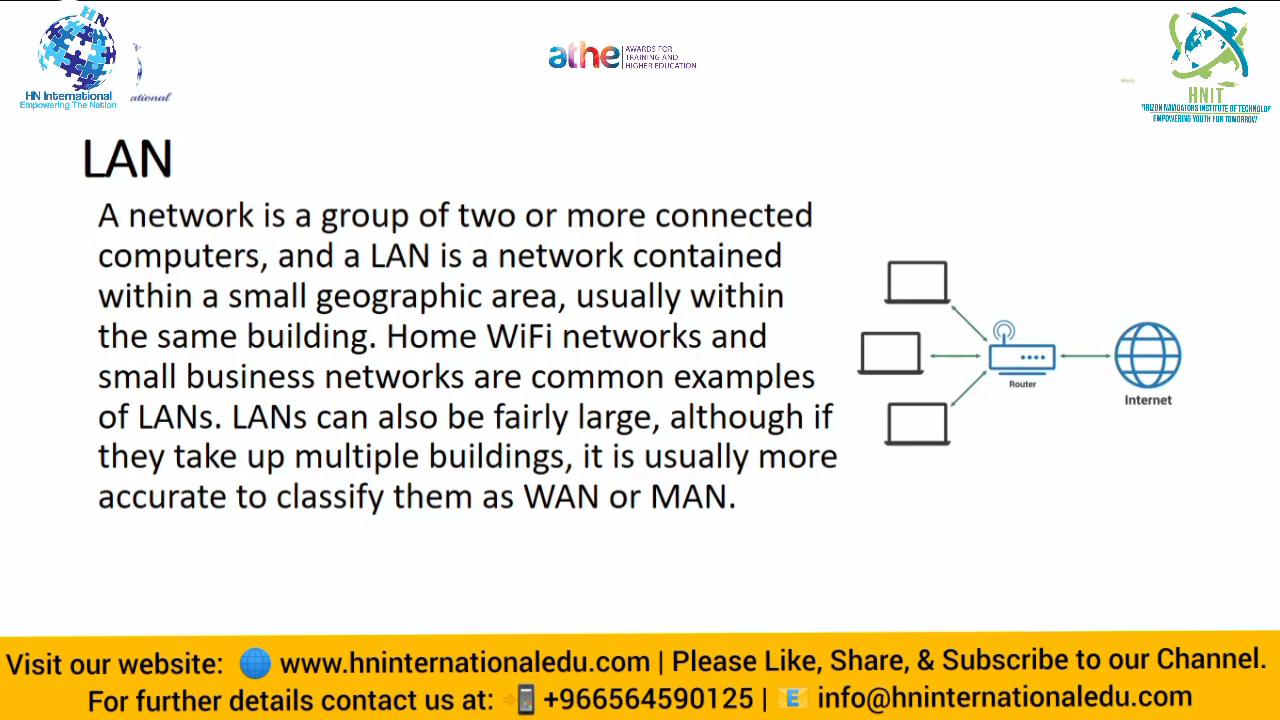 HN
HN International
Empowering The Nation
ational
athe AWARDS FOR
TRAINING AND
HIGHER EDUCATION
HNIT
EMPOWERING YOUTH FOR TOMORROW
LAN
A network is a group of two or more connected
computers, and a LAN is a network contained
within a small geographic area, usually within
the same building. Home WiFi networks and
small business networks are common examples
of LANs. LANs can also be fairly large, although if
they take up multiple buildings, it is usually more
accurate to classify them as WAN or MAN.
Router
Internet
Visit our website: www.hninternationaledu.com | Please Like, Share, & Subscribe to our Channel.
For further details contact us at: +966564590125 | info@hninternationaledu.com